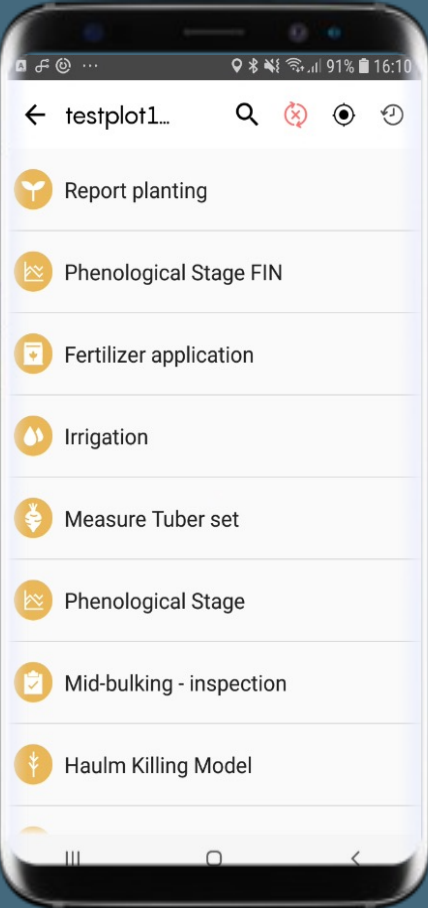 91% 16:10
testplot1...
Report planting
Phenological Stage FIN
Fertilizer application
Irrigation
Measure Tuber set
Phenological Stage
Mid-bulking - inspection
Haulm Killing Model